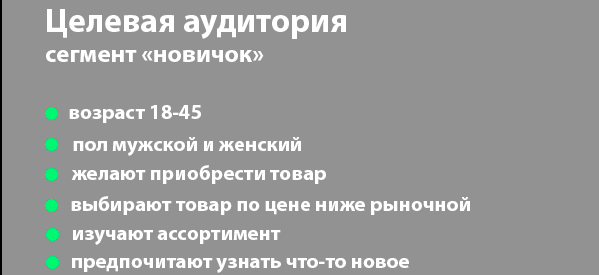 Целевая аудитория
сегмент «новичок»
возраст 18-45
пол мужской и женский
желают приобрести товар
выбирают товар по цене ниже рыночной
изучают ассортимент
предпочитают узнать что-то новое